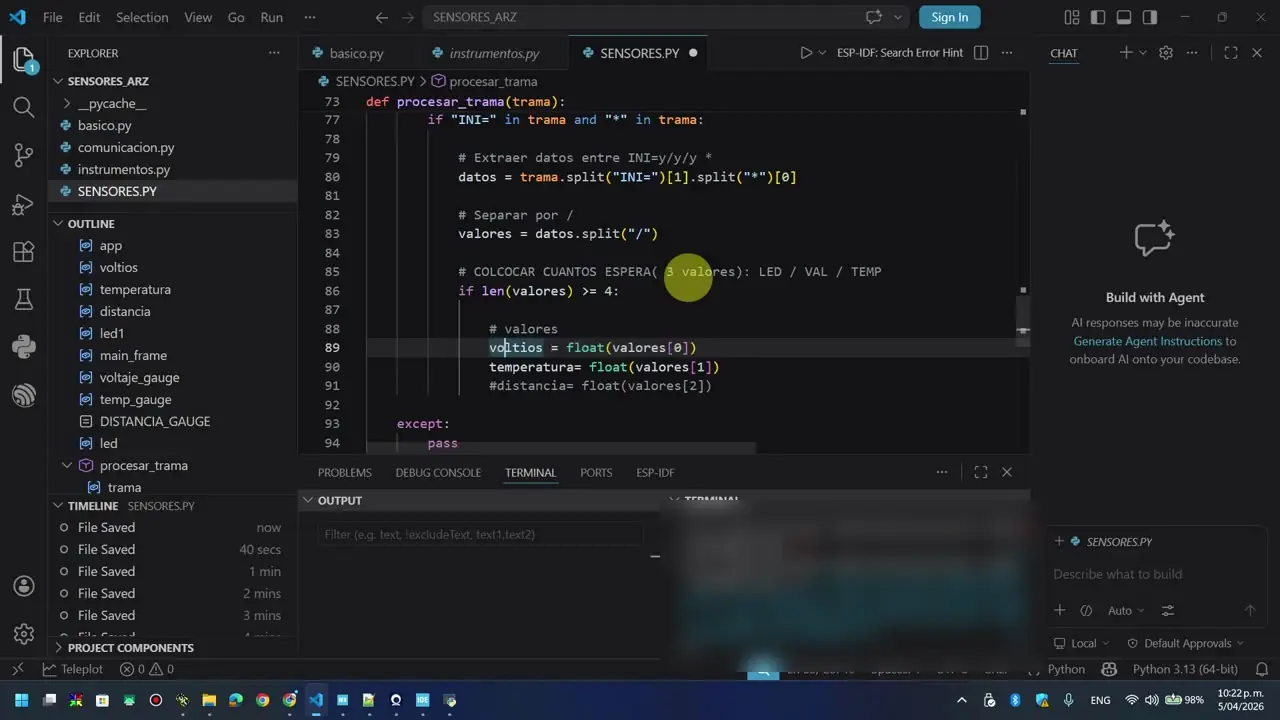 File Edit Selection View Go Run ··· SENSORES_ARZ Sign In
EXPLORER
SENSORES_ARZ
__pycache__
basico.py
comunicacion.py
instrumentos.py
SENSORES.PY
OUTLINE
app
voltios
temperatura
distancia
led1
main_frame
voltaje_gauge
temp_gauge
DISTANCIA_GAUGE
led
procesar_trama
trama
TIMELINE SENSORES.PY
File Saved now
File Saved 40 secs
File Saved 1 min
File Saved 2 mins
File Saved 3 mins
PROJECT COMPONENTS
basico.py instrumentos.py SENSORES.PY ESP-IDF: Search Error Hint
SENSORES.PY > procesar_trama
73 def procesar_trama(trama):
77 if "INI=" in trama and "*" in trama:
78
79 # Extraer datos entre INI=y/y/y *
80 datos = trama.split("INI=")[1].split("*")[0]
81
82 # Separar por /
83 valores = datos.split("/")
84
85 # COLCOCAR CUANTOS ESPERA( 3 valores): LED / VAL / TEMP
86 if len(valores) >= 4:
87
88 # valores
89 voltios = float(valores[0])
90 temperatura= float(valores[1])
91 #distancia= float(valores[2])
92
93 except:
94 pass
PROBLEMS DEBUG CONSOLE TERMINAL PORTS ESP-IDF
OUTPUT
TERMINAL
Filter (e.g. text, !excludeText, text1,text2)
CHAT
Build with Agent
AI responses may be inaccurate
Generate Agent Instructions to
onboard AI onto your codebase.
SENSORES.PY
Describe what to build
Auto
Local Default Approvals
Teleplot 0 0 Python Python 3.13 (64-bit)
1
ENG 98% 10:22 p.m.
5/04/2026